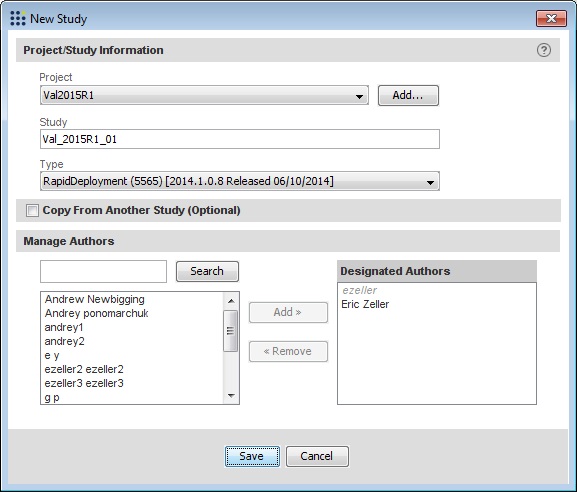 New Study
Project/Study Information
?
Project
Val2015R1
Add...
Study
Val_2015R1_01
Type
RapidDeployment (5565) [2014.1.0.8 Released 06/10/2014]
Copy From Another Study (Optional)
Manage Authors
Search
Andrew Newbigging
Andrey ponomarchuk
andrey1
andrey2
e y
ezeller2 ezeller2
ezeller3 ezeller3
g p
Add »
« Remove
Designated Authors
ezeller
Eric Zeller
Save
Cancel